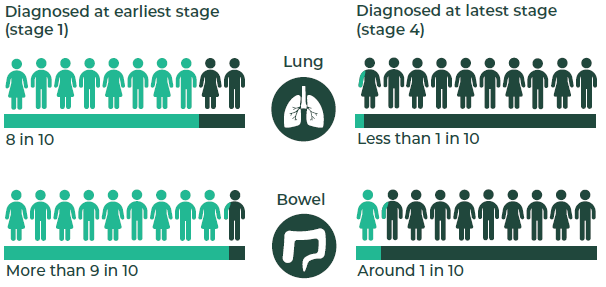 Diagnosed at earliest stage
(stage 1)
Diagnosed at latest stage
(stage 4)
Lung
8 in 10
Less than 1 in 10
Bowel
More than 9 in 10
Around 1 in 10